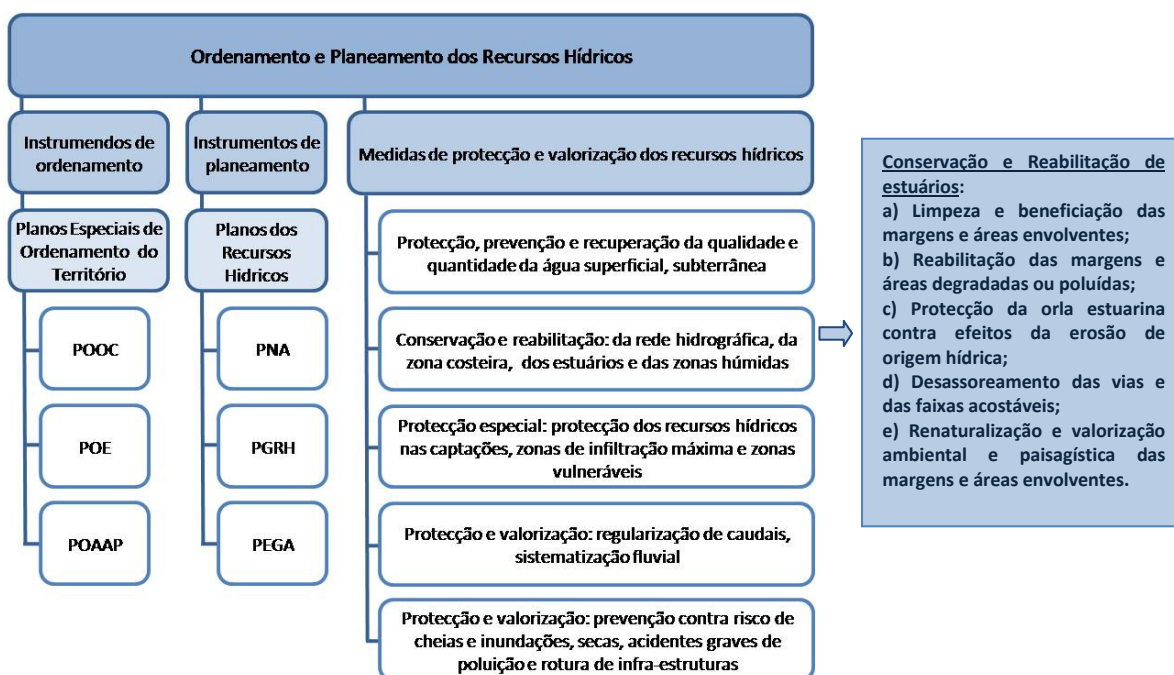 Ordenamento e Planeamento dos Recursos Hídricos
Instrumendos de
ordenamento
Planos Especiais de
Ordenamento do
Território
POOC
POE
POAAP
Instrumentos de
planeamento
Planos dos
Recursos
Hidricos
PNA
PGRH
PEGA
Medidas de protecção e valorização dos recursos hídricos
Protecção, prevenção e recuperação da qualidade e
quantidade da água superficial, subterrânea
Conservação e reabilitação: da rede hidrográfica, da
zona costeira, dos estuários e das zonas húmidas
Protecção especial: protecção dos recursos hídricos
nas captações, zonas de infiltração máxima e zonas
vulneráveis
Protecção e valorização: regularização de caudais,
sistematização fluvial
Protecção e valorização: prevenção contra risco de
cheias e inundações, secas, acidentes graves de
poluição e rotura de infra-estruturas
Conservação e Reabilitação de
estuários:
a) Limpeza e beneficiação das
margens e áreas envolventes;
b) Reabilitação das margens e
áreas degradadas ou poluídas;
c) Protecção da orla estuarina
contra efeitos da erosão de
origem hídrica;
d) Desassoreamento das vias e
das faixas acostáveis;
e) Renaturalização e valorização
ambiental e paisagística das
margens e áreas envolventes.